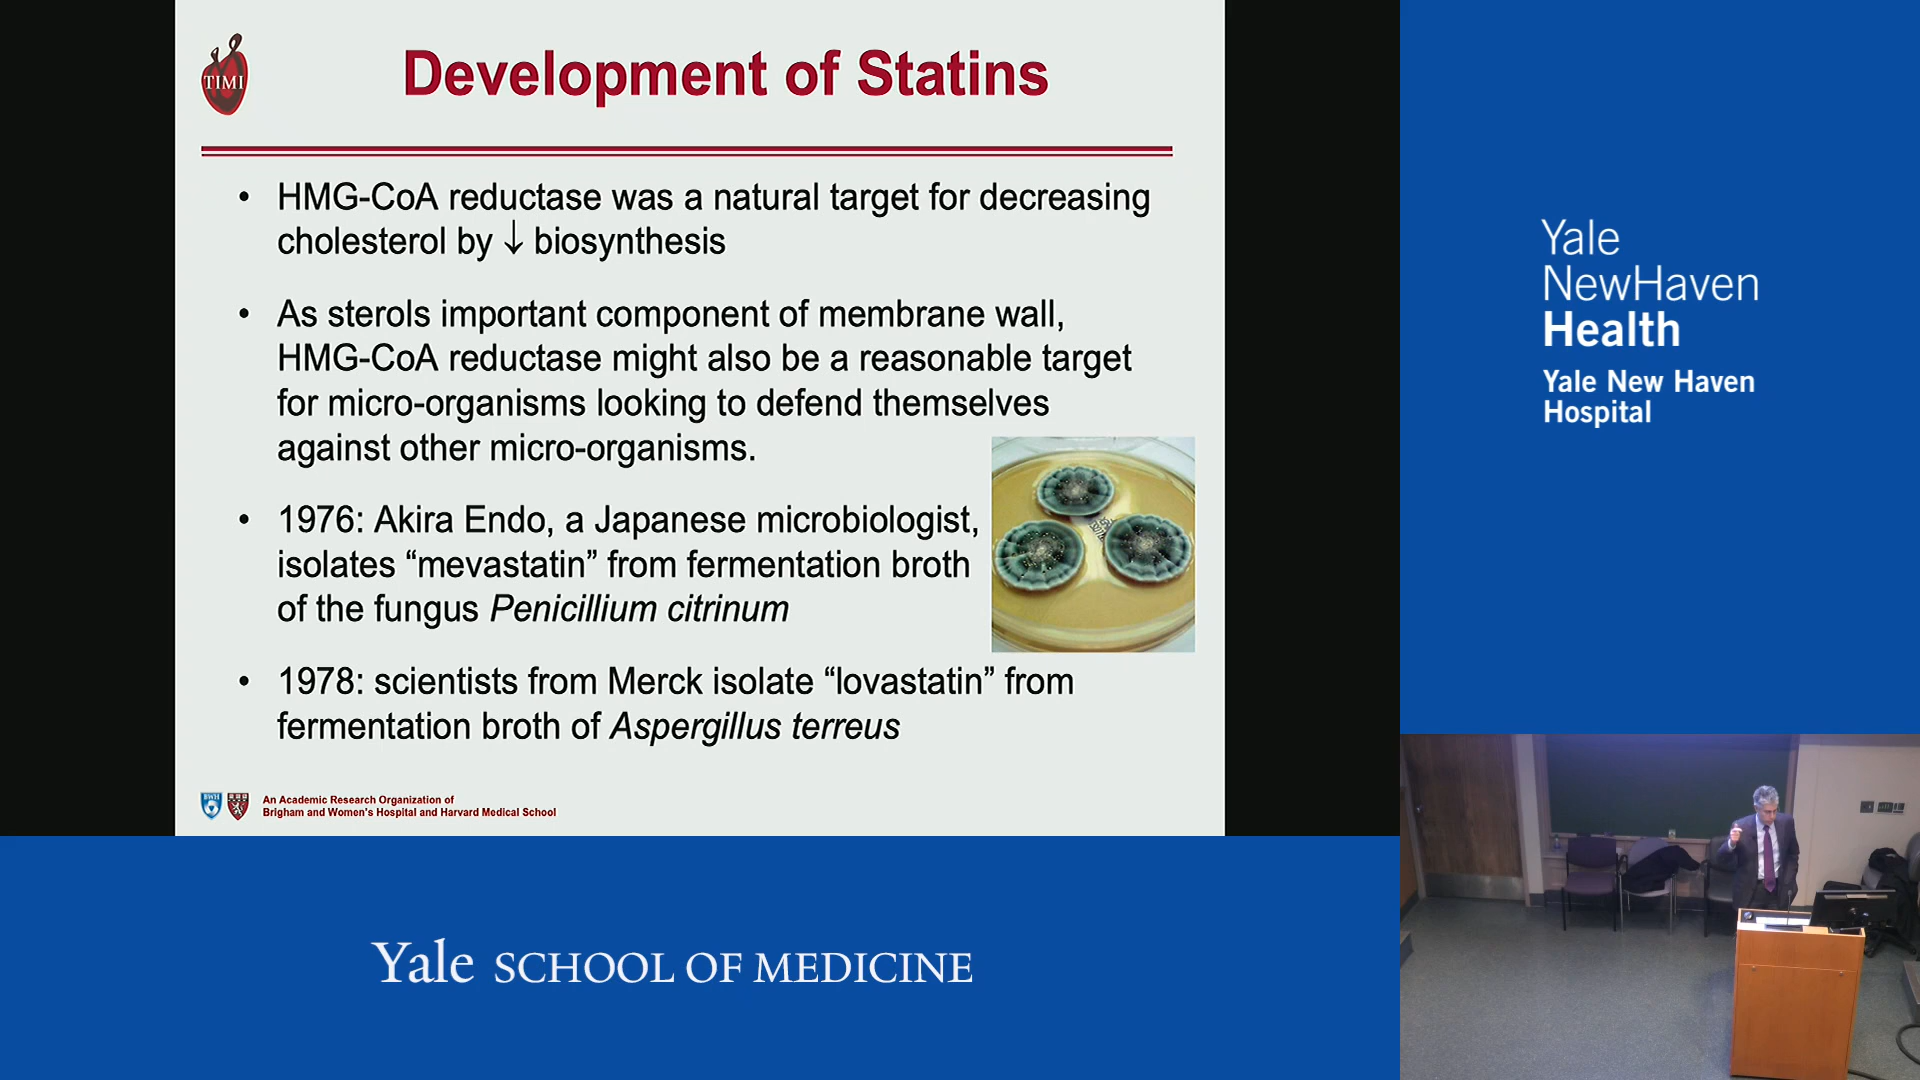 TIMI
Development of Statins
• HMG-CoA reductase was a natural target for decreasing
cholesterol by ↓ biosynthesis
• As sterols important component of membrane wall,
HMG-CoA reductase might also be a reasonable target
for micro-organisms looking to defend themselves
against other micro-organisms.
• 1976: Akira Endo, a Japanese microbiologist,
isolates “mevastatin” from fermentation broth
of the fungus Penicillium citrinum
• 1978: scientists from Merck isolate “lovastatin” from
fermentation broth of Aspergillus terreus
BWH
An Academic Research Organization of
Brigham and Women's Hospital and Harvard Medical School
Yale
NewHaven
Health
Yale New Haven
Hospital
Yale SCHOOL OF MEDICINE